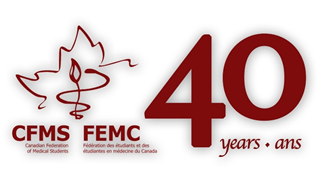 CFMS FEMC
Canadian Federation
of Medical Students
Fédération des étudiants et des
étudiantes en médecine du Canada
40
years • ans